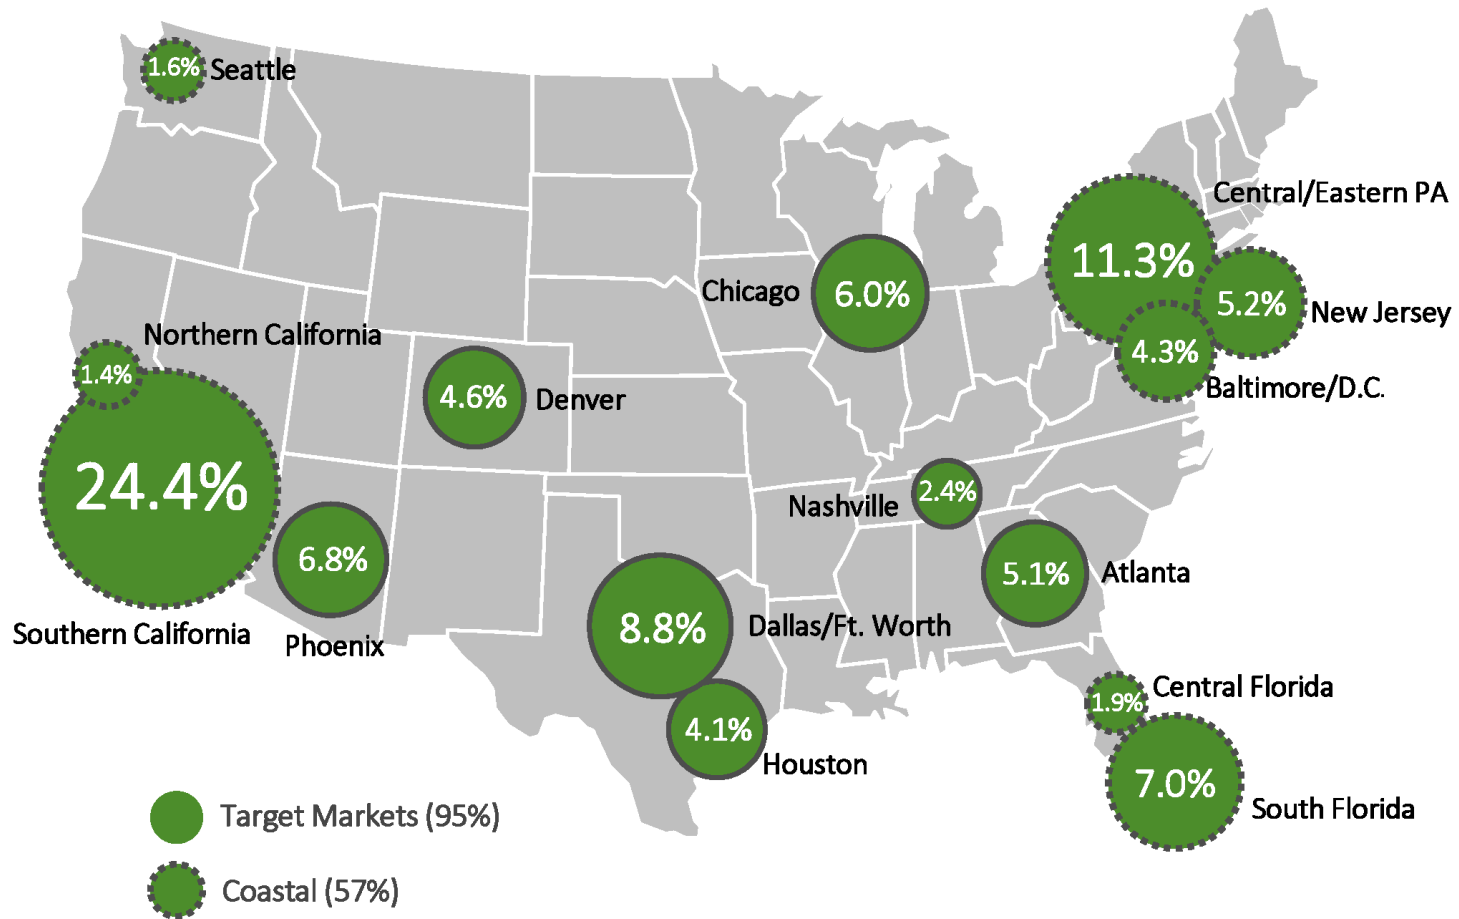 1.6% Seattle
Central/Eastern PA
11.3%
Chicago 6.0%
5.2% New Jersey
Northern California
1.4%
4.3%
Baltimore/D.C.
4.6% Denver
24.4%
Southern California
6.8%
Phoenix
Nashville 2.4%
5.1% Atlanta
8.8% Dallas/Ft. Worth
4.1%
Houston
1.9% Central Florida
7.0%
South Florida
Target Markets (95%)
Coastal (57%)